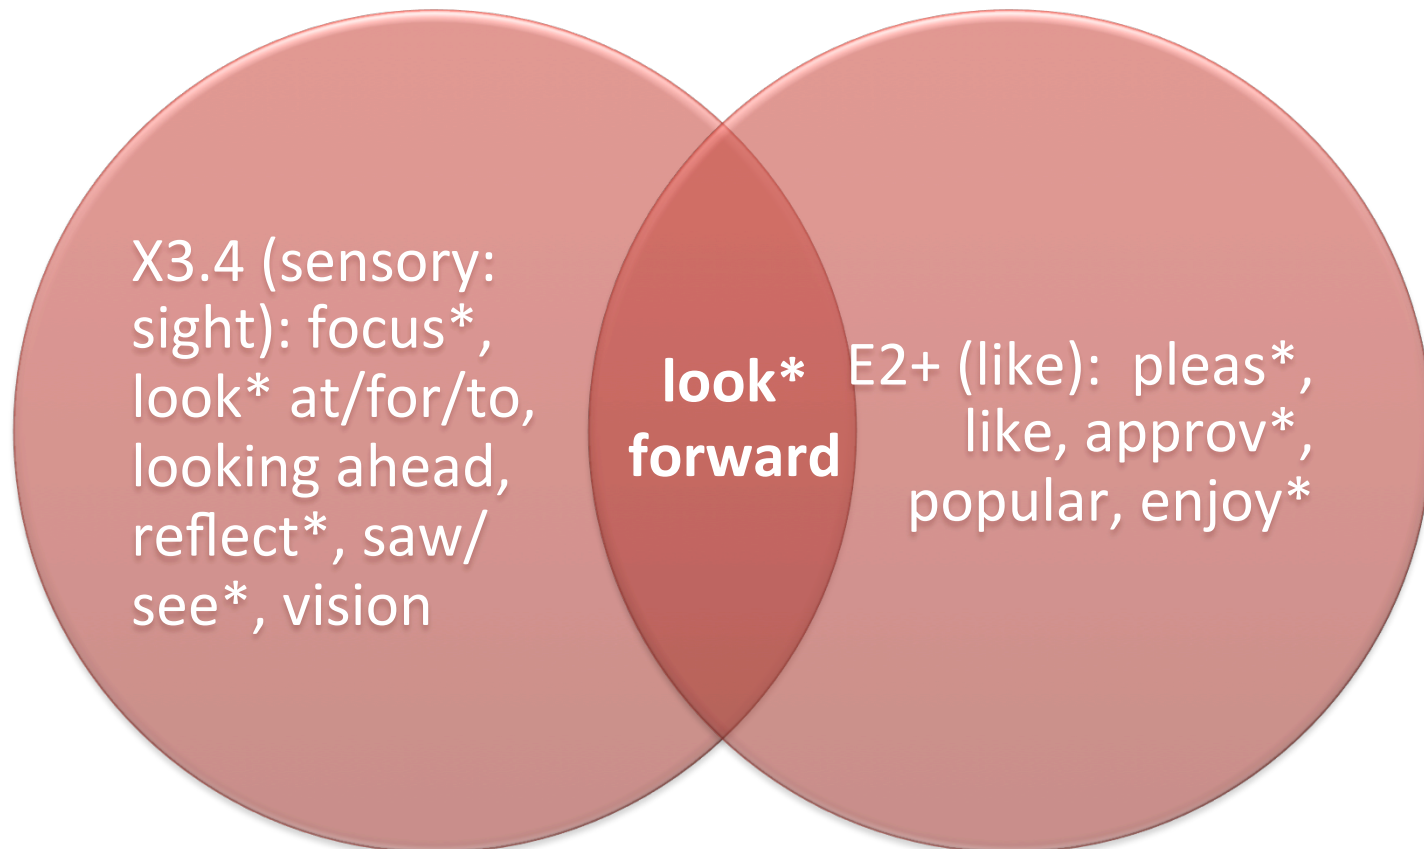 X3.4 (sensory:
sight): focus*,
look* at/for/to,
looking ahead,
reflect*, saw/
see*, vision
look*
forward
E2+ (like):  pleas*,
like, approv*,
popular, enjoy*